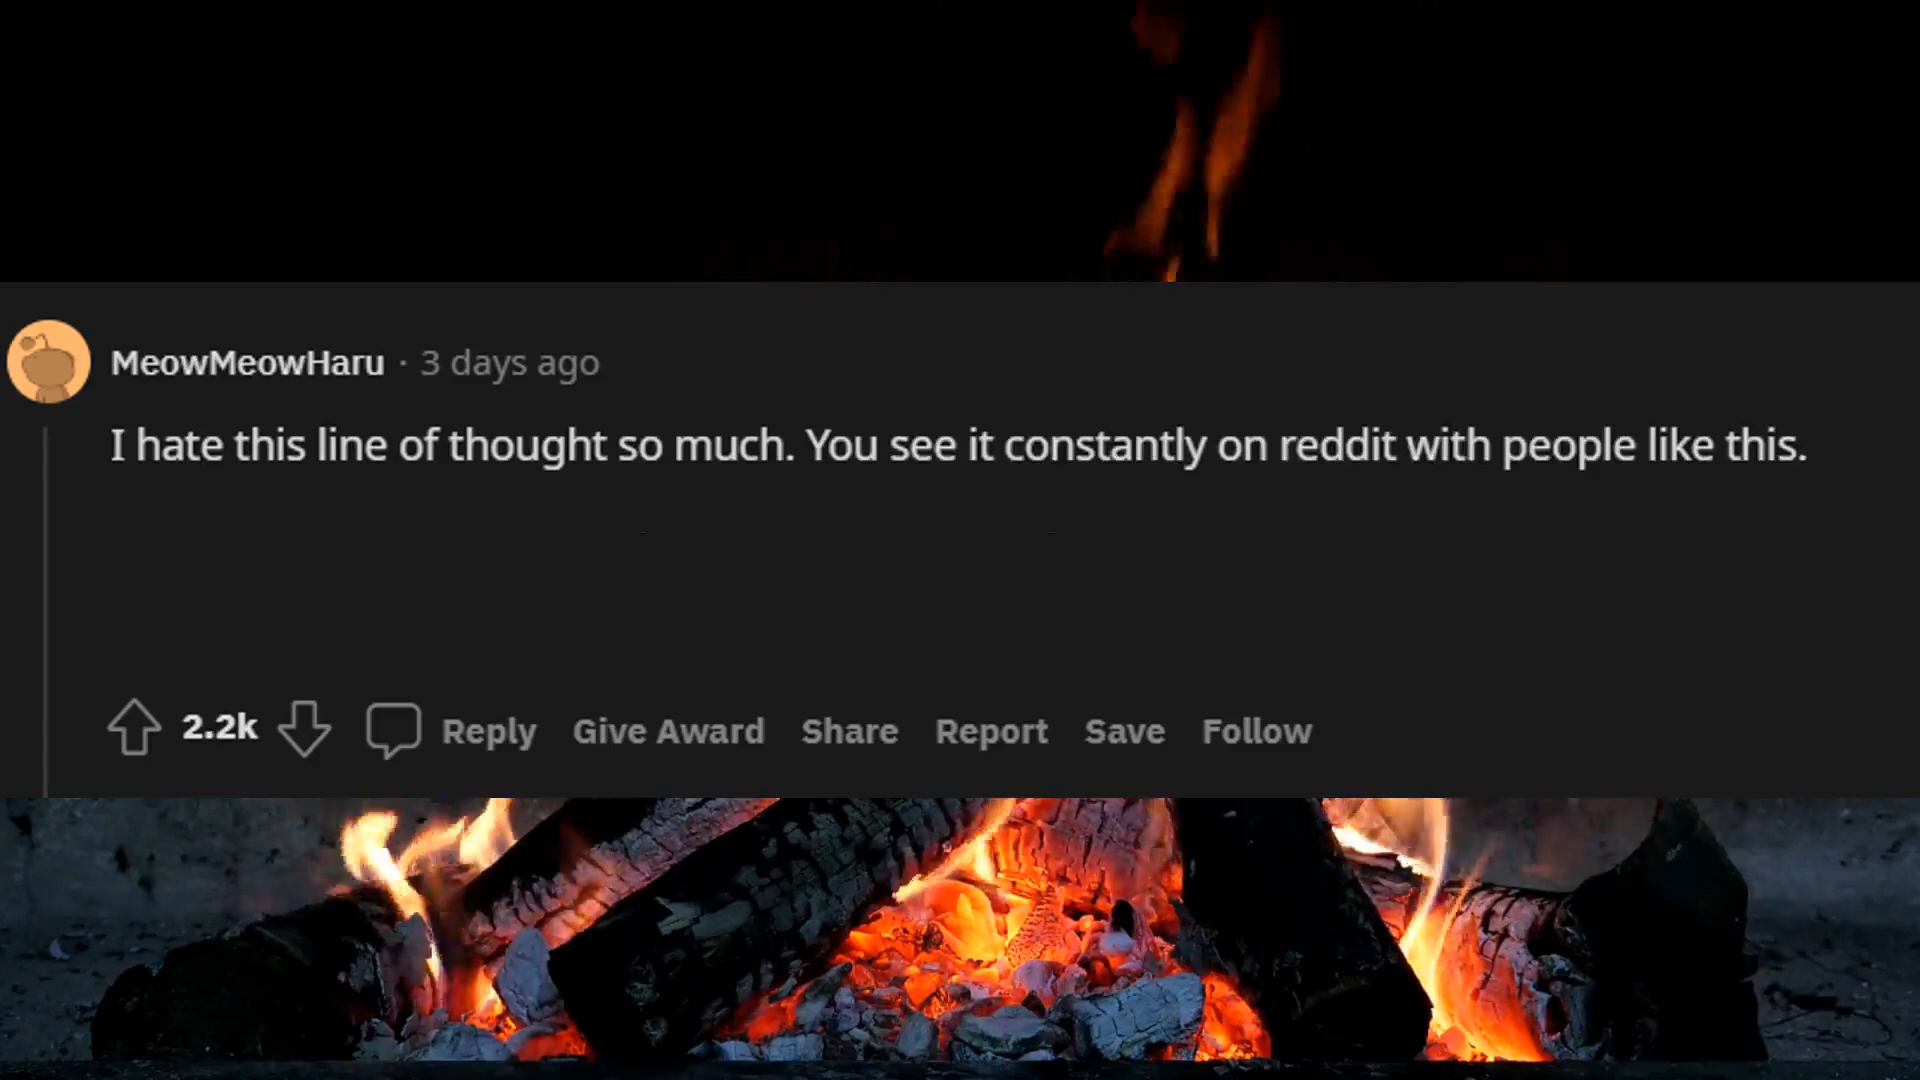 MeowMeowHaru · 3 days ago
I hate this line of thought so much. You see it constantly on reddit with people like this.
2.2k Reply Give Award Share Report Save Follow